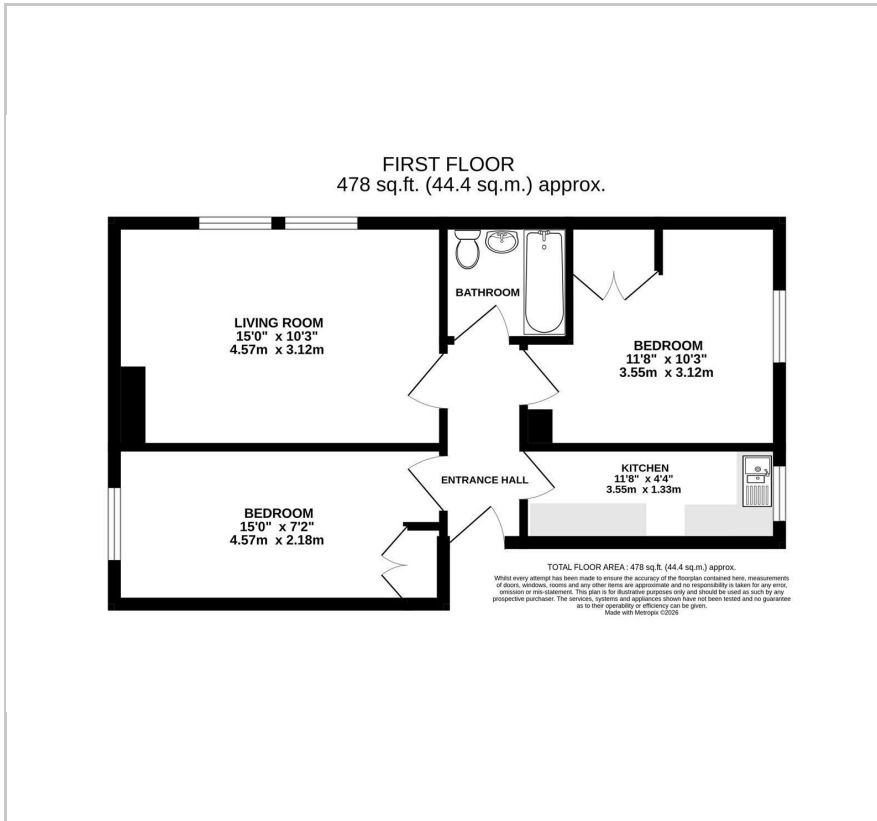 FIRST FLOOR
478 sq.ft. (44.4 sq.m.) approx.
BATHROOM
LIVING ROOM
15'0" x 10'3"
4.57m x 3.12m
BEDROOM
11'8" x 10'3"
3.55m x 3.12m
KITCHEN
11'8" x 4'4"
3.55m x 1.33m
ENTRANCE HALL
BEDROOM
15'0" x 7'2"
4.57m x 2.18m
TOTAL FLOOR AREA : 478 sq.ft. (44.4 sq.m.) approx.
Whilst every attempt has been made to ensure the accuracy of the floorplan contained here, measurements
of doors, windows, rooms and any other items are approximate and no responsibility is taken for any error,
omission or mis-statement. This plan is for illustrative purposes only and should be used as such by any
prospective purchaser. The services, systems and appliances shown have not been tested and no guarantee
as to their operability or efficiency can be given.
Made with Metropix ©2026